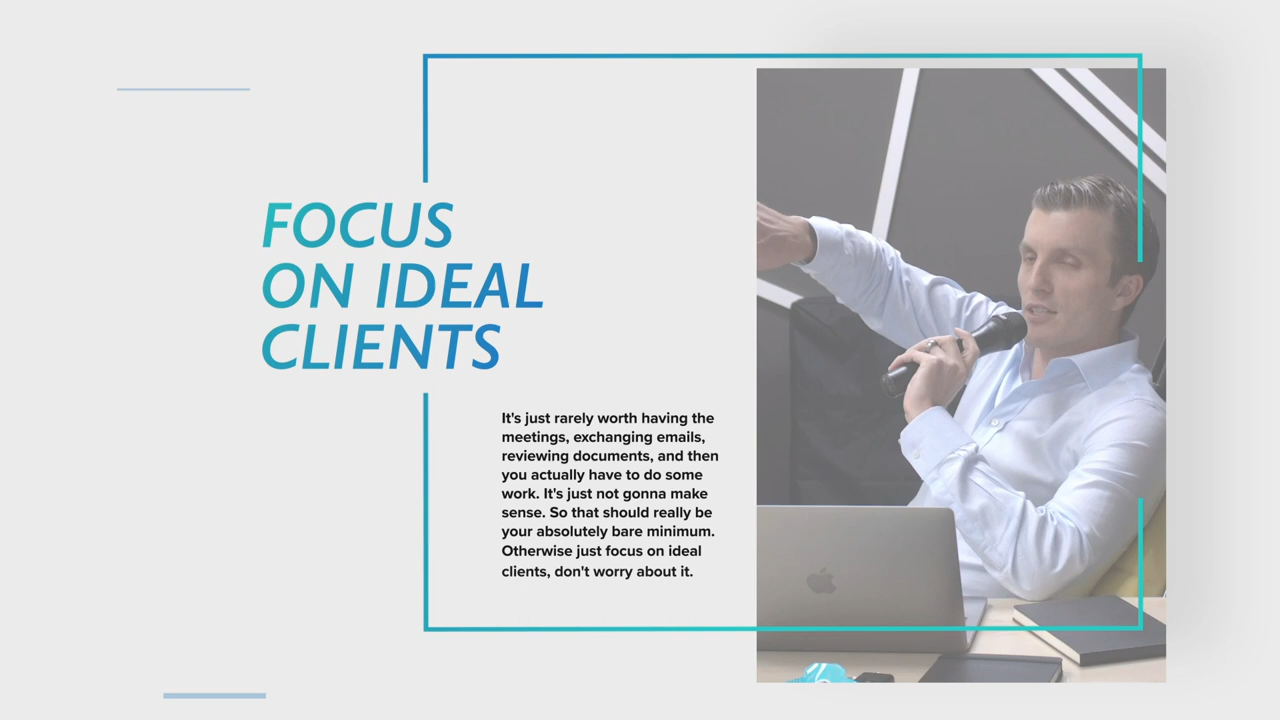 FOCUS
ON IDEAL
CLIENTS
It's just rarely worth having the
meetings, exchanging emails,
reviewing documents, and then
you actually have to do some
work. It's just not gonna make
sense. So that should really be
your absolutely bare minimum.
Otherwise just focus on ideal
clients, don't worry about it.